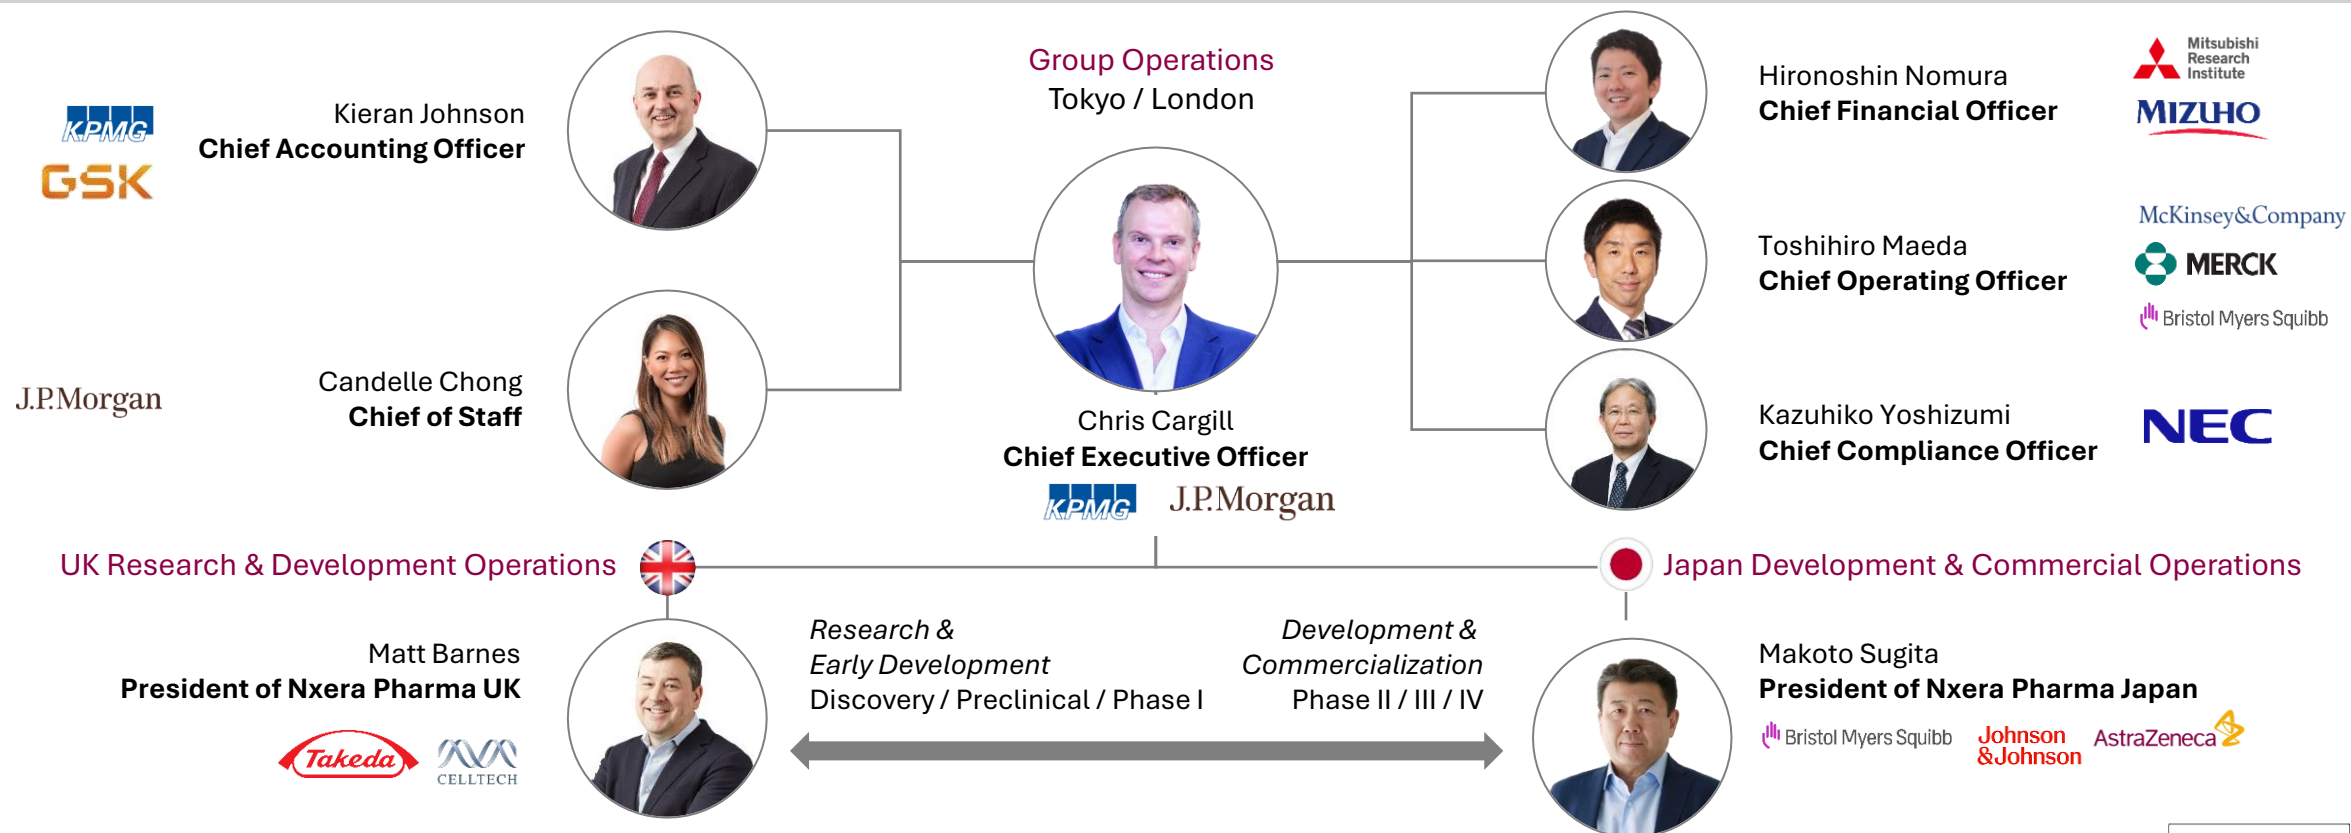 Group Operations
Tokyo / London
KPMG
GSK
Kieran Johnson
Chief Accounting Officer
J.P.Morgan
Candelle Chong
Chief of Staff
Chris Cargill
Chief Executive Officer
KPMG J.P.Morgan
Hironoshin Nomura
Chief Financial Officer
Mitsubishi
Research
Institute
MIZUHO
Toshihiro Maeda
Chief Operating Officer
McKinsey&Company
MERCK
Bristol Myers Squibb
Kazuhiko Yoshizumi
Chief Compliance Officer
NEC
UK Research & Development Operations
Japan Development & Commercial Operations
Matt Barnes
President of Nxera Pharma UK
Takeda
CELLTECH
Research &
Early Development
Discovery / Preclinical / Phase I
Development &
Commercialization
Phase II / III / IV
Makoto Sugita
President of Nxera Pharma Japan
Bristol Myers Squibb
Johnson
&Johnson
AstraZeneca